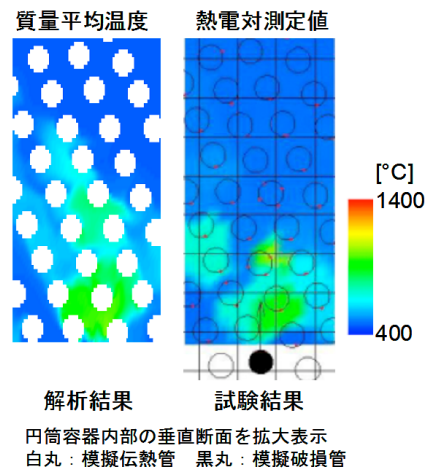 質量平均温度
熱電対測定値
[°C]
1400
400
解析結果
試験結果
円筒容器内部の垂直断面を拡大表示
白丸：模擬伝熱管　黒丸：模擬破損管